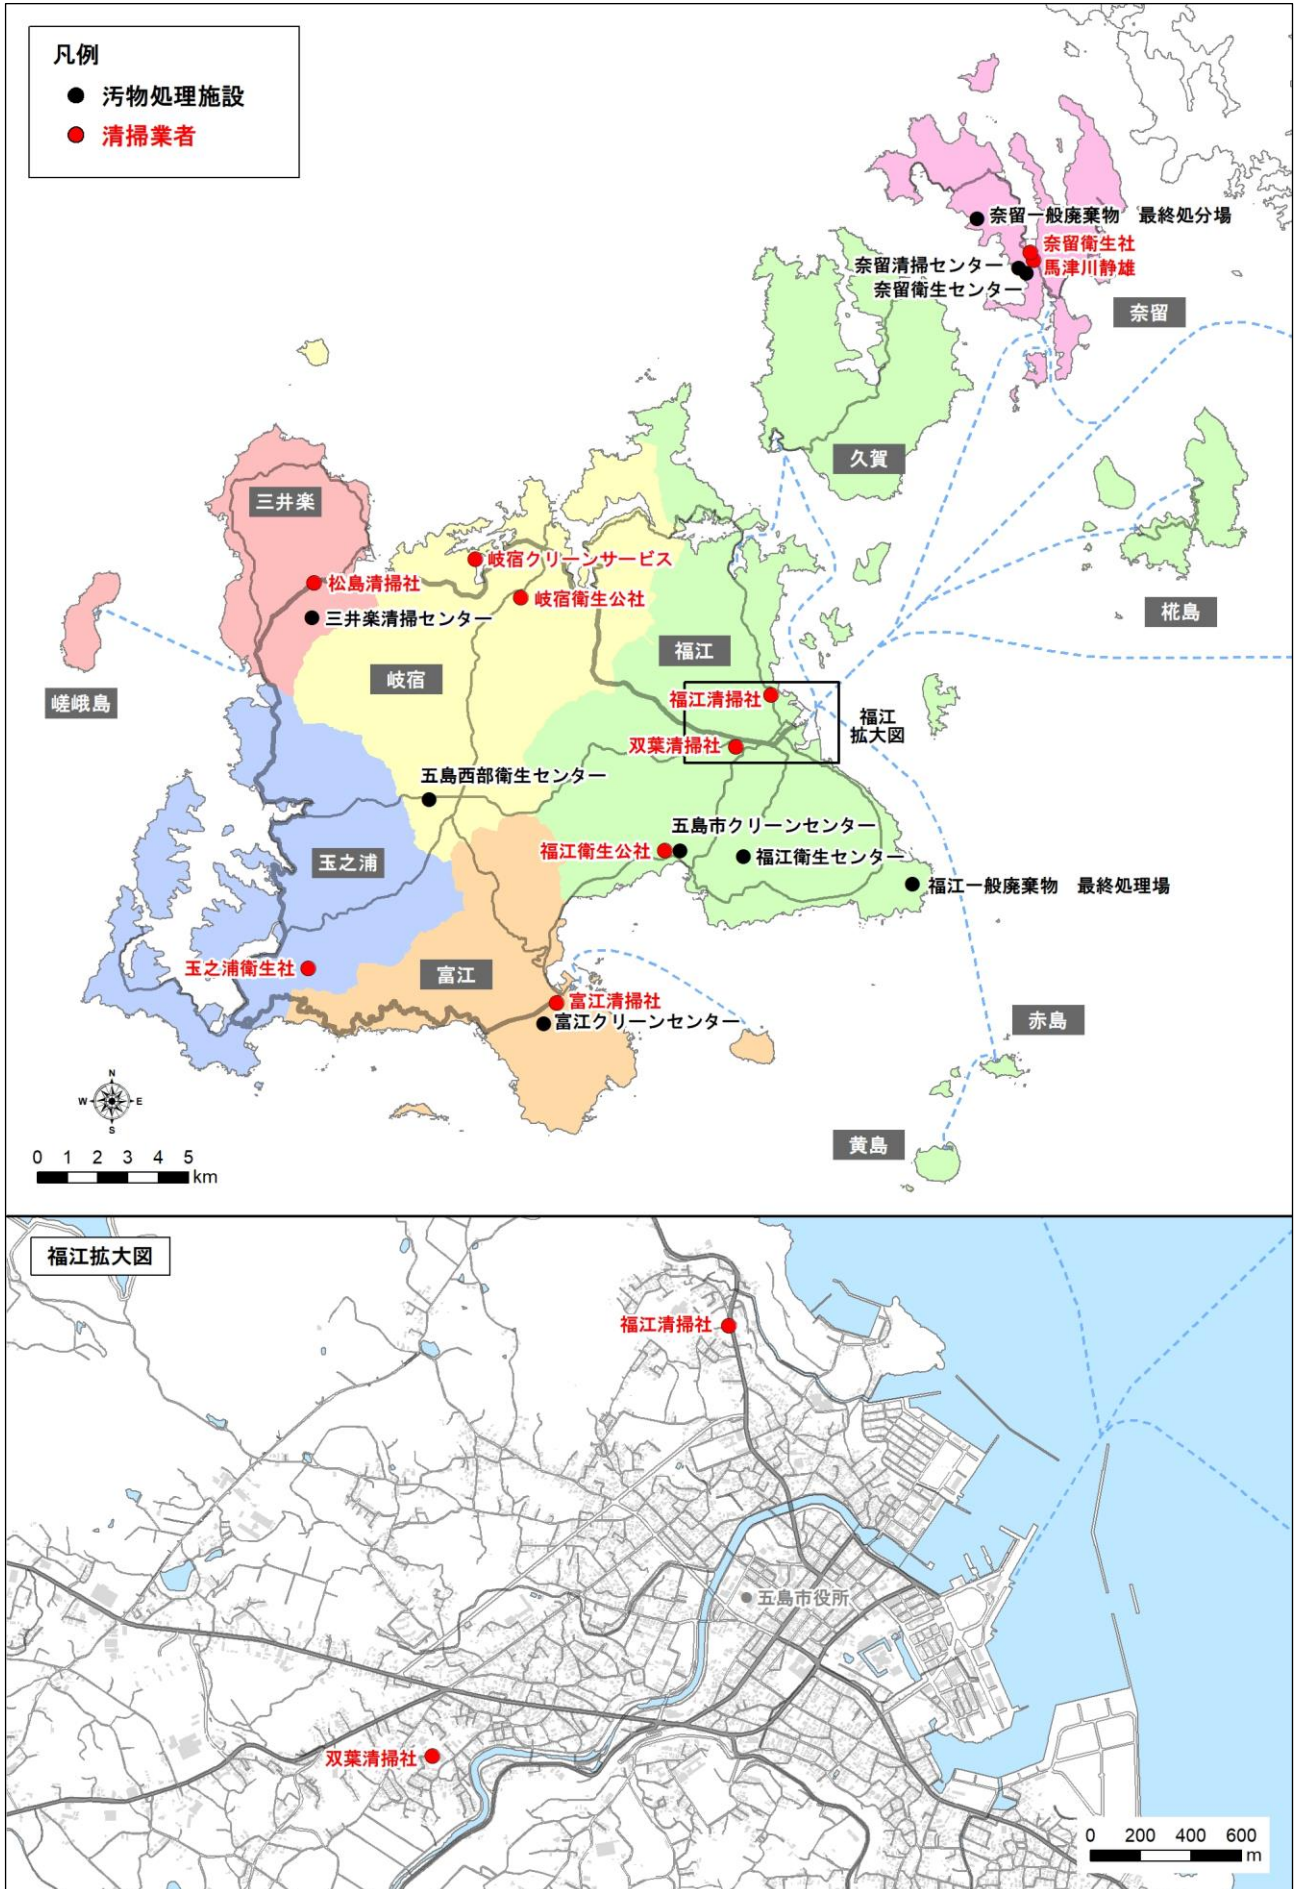 凡例
汚物処理施設
清掃業者
奈留一般廃棄物 最終処分場
奈留衛生社
奈留清掃センター
馬津川静雄
奈留衛生センター
奈留
久賀
三井楽
岐宿クリーンサービス
松島清掃社
岐宿衛生公社
三井楽清掃センター
椛島
福江
岐宿
嵯峨島
福江清掃社
福江
拡大図
双葉清掃社
五島西部衛生センター
五島市クリーンセンター
福江衛生公社
福江衛生センター
玉之浦
福江一般廃棄物 最終処理場
玉之浦衛生社
富江
富江清掃社
富江クリーンセンター
赤島
N
W E
S
黄島
0 1 2 3 4 5
km
福江拡大図
福江清掃社
五島市役所
双葉清掃社
0 200 400 600
m